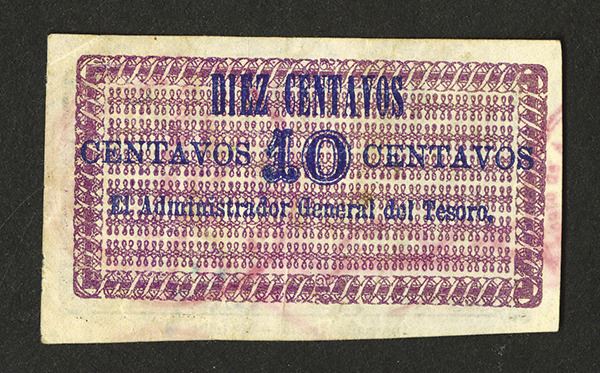 DIEZ CENTAVOS
CENTAVOS 10 CENTAVOS
El Administrador General del Tesoro.